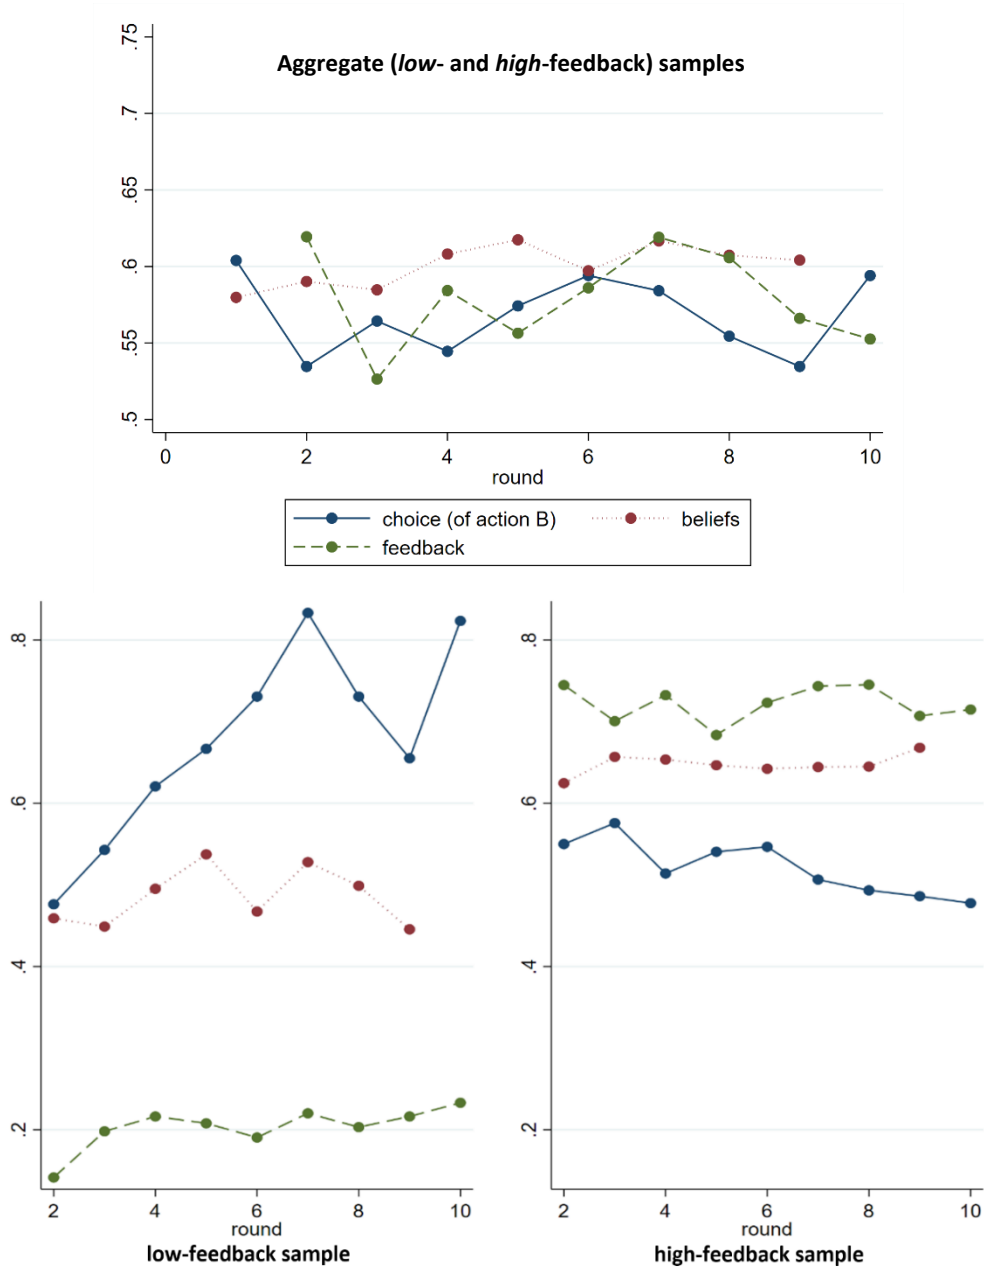 Aggregate (low- and high-feedback) samples
.75
.7
.65
.6
.55
.5
0 2 4 6 8 10
round
choice (of action B) beliefs
feedback
.8
.6
.4
.2
2 4 6 8 10
round
low-feedback sample
.8
.6
.4
.2
2 4 6 8 10
round
high-feedback sample